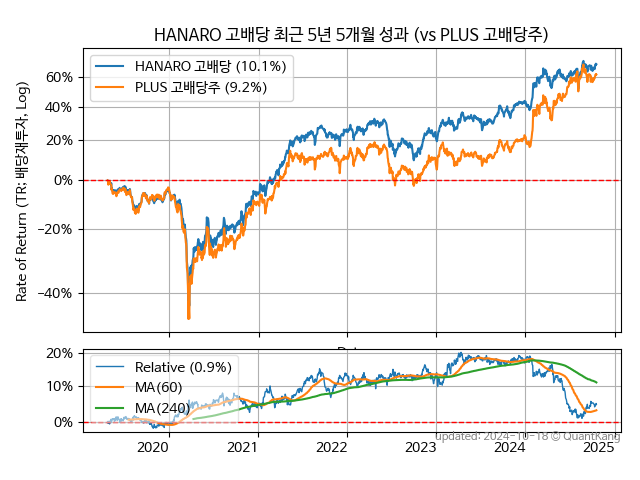 HANARO 고배당 최근 5년 5개월 성과 (vs PLUS 고배당주)
Rate of Return (TR: 배당재투자, Log)
HANARO 고배당 (10.1%)
PLUS 고배당주 (9.2%)
60%
40%
20%
0%
−20%
−40%
20%
10%
0%
Relative (0.9%)
MA(60)
MA(240)
2020
2021
2022
2023
2024
2025
updated: 2024-10-18 © QuantKang